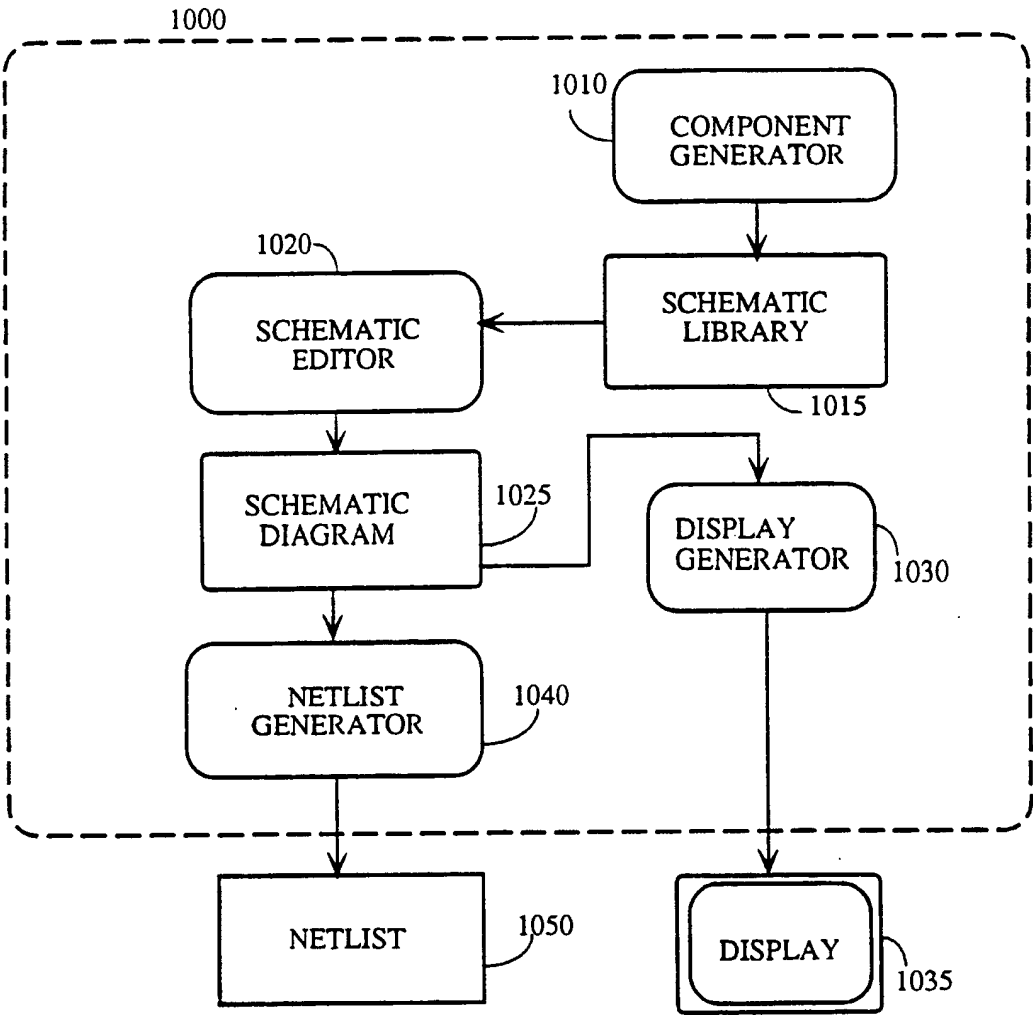 1000
1010
COMPONENT
GENERATOR
1020
SCHEMATIC
EDITOR
SCHEMATIC
LIBRARY
1015
SCHEMATIC
DIAGRAM
1025
DISPLAY
GENERATOR
1030
NETLIST
GENERATOR
1040
NETLIST
1050
DISPLAY
1035